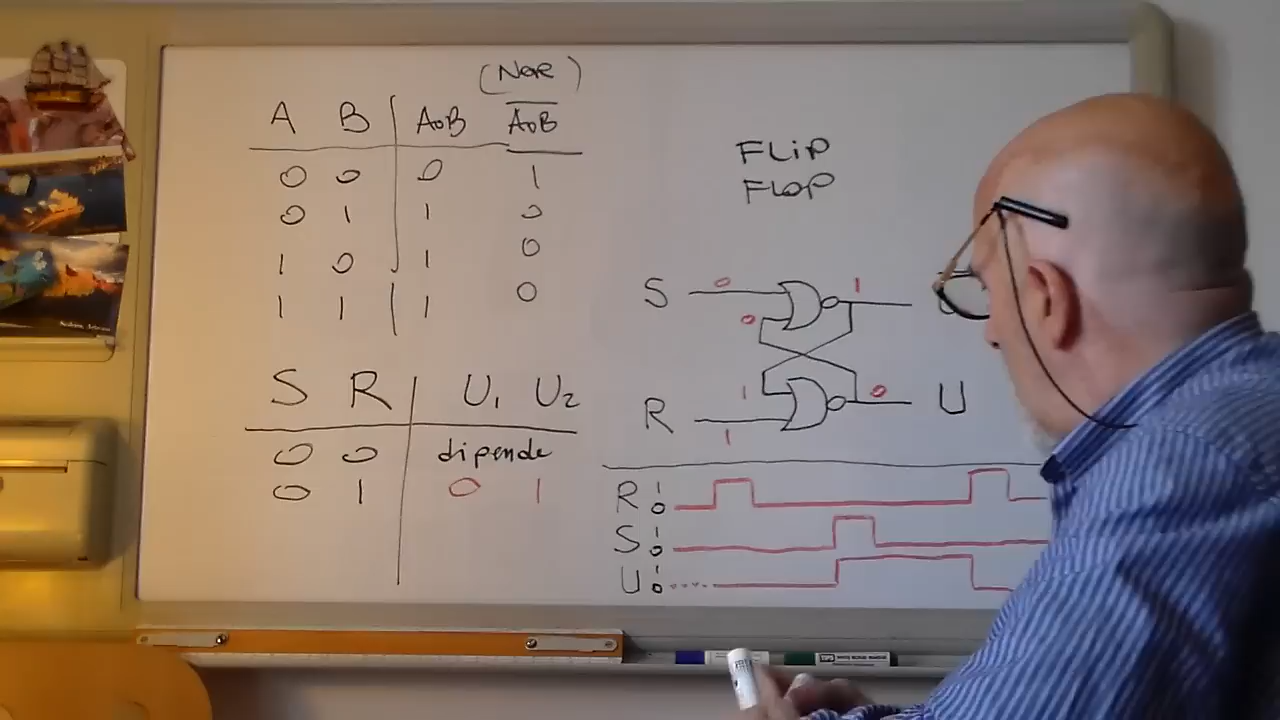 (NOR)
A B AoB AoB
0 0 0 1
0 1 1 0
1 0 1 0
1 1 1 0
FLIP
FLOP
S 0 1
0
R 1 0 U
1
S R U1 U2
0 0 dipende
0 1 0 1
R 1 0
S 1 0
U 1 0